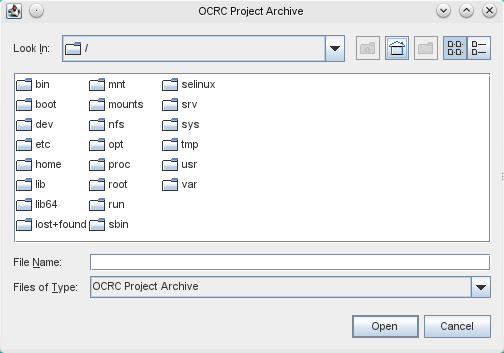 OCRC Project Archive
Look In: /
bin mnt selinux
boot mounts srv
dev nfs sys
etc opt tmp
home proc usr
lib root var
lib64 run
lost+found sbin
File Name:
Files of Type: OCRC Project Archive
Open Cancel